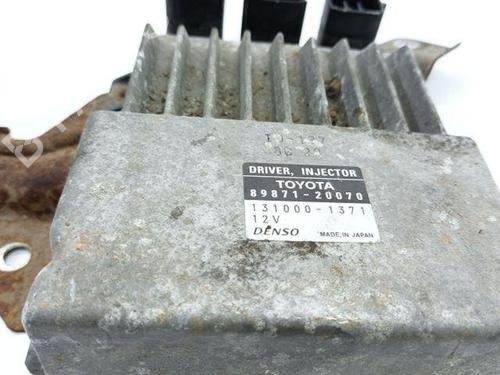 DRIVER, INJECTOR
TOYOTA
89871-20070
131000-1371
12V
DENSO MADE, IN JAPAN